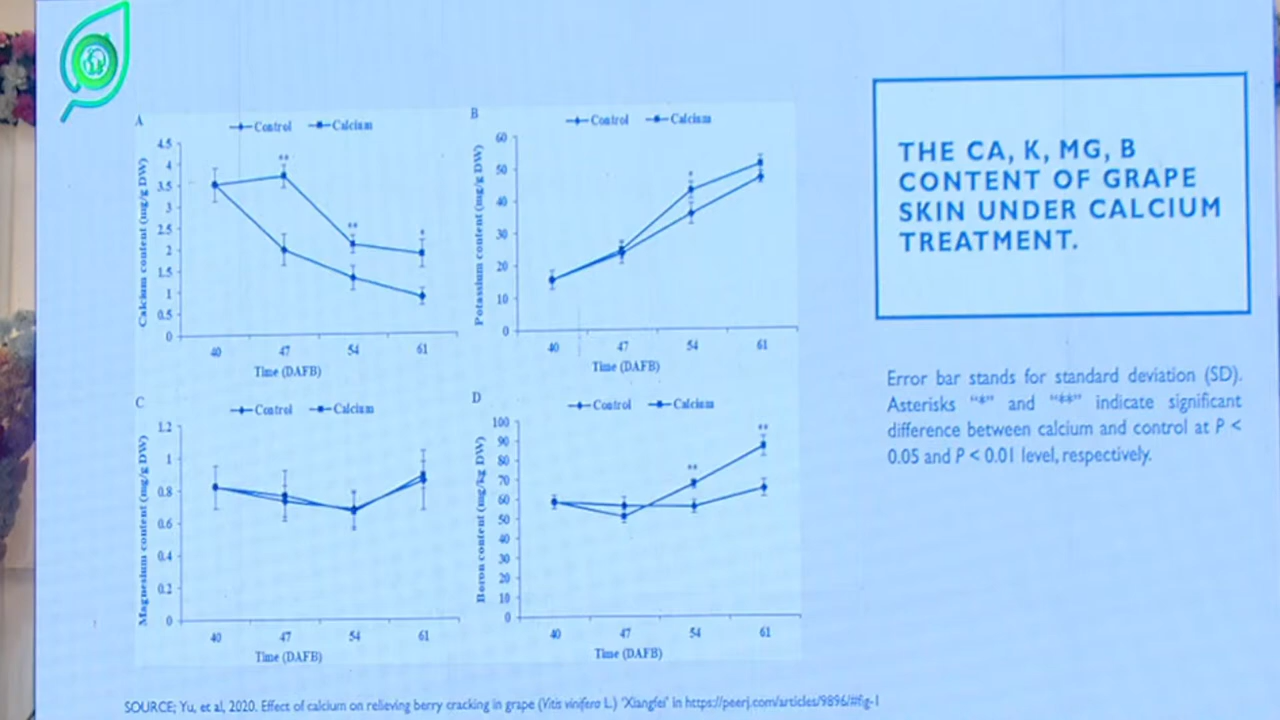 A
Control Calcium
4.5
4
3.5
3
2.5
2
1.5
1
0.5
0
Calcium content (mg/g DW)
**
**
*
40 47 54 61
Time (DAFB)
B
Control Calcium
60
50
40
30
20
10
0
Potassium content (mg/g DW)
*
40 47 54 61
Time (DAFB)
C
Control Calcium
1.2
1
0.8
0.6
0.4
0.2
0
Magnesium content (mg/g DW)
40 47 54 61
Time (DAFB)
D
Control Calcium
100
90
80
70
60
50
40
30
20
10
0
Boron content (mg/kg DW)
**
**
40 47 54 61
Time (DAFB)
THE CA, K, MG, B
CONTENT OF GRAPE
SKIN UNDER CALCIUM
TREATMENT.
Error bar stands for standard deviation (SD).
Asterisks “*” and “**” indicate significant
difference between calcium and control at P <
0.05 and P < 0.01 level, respectively.
SOURCE; Yu, et al, 2020. Effect of calcium on relieving berry cracking in grape (Vitis vinifera L.) ‘Xiangfei’ in https://peerj.com/articles/9896/#fig-1